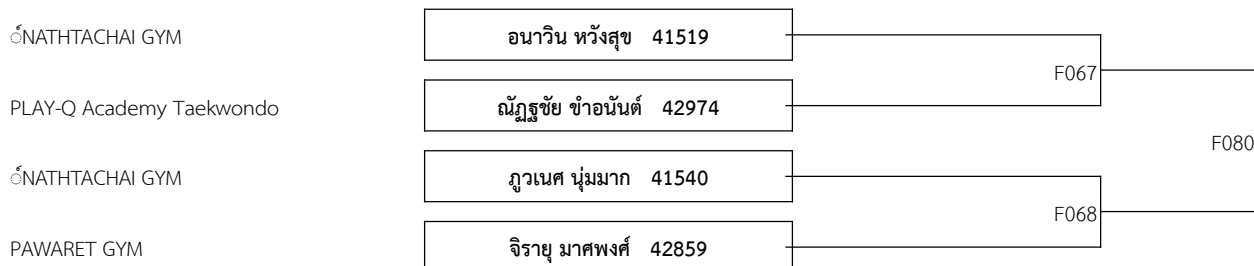 ์NATHTACHAI GYM อนาวิน หวังสุข 41519
F067
PLAY-Q Academy Taekwondo ณัฏฐชัย ขำอนันต์ 42974
F080
์NATHTACHAI GYM ภูวเนศ นุ่มมาก 41540
F068
PAWARET GYM จิรายุ มาศพงศ์ 42859